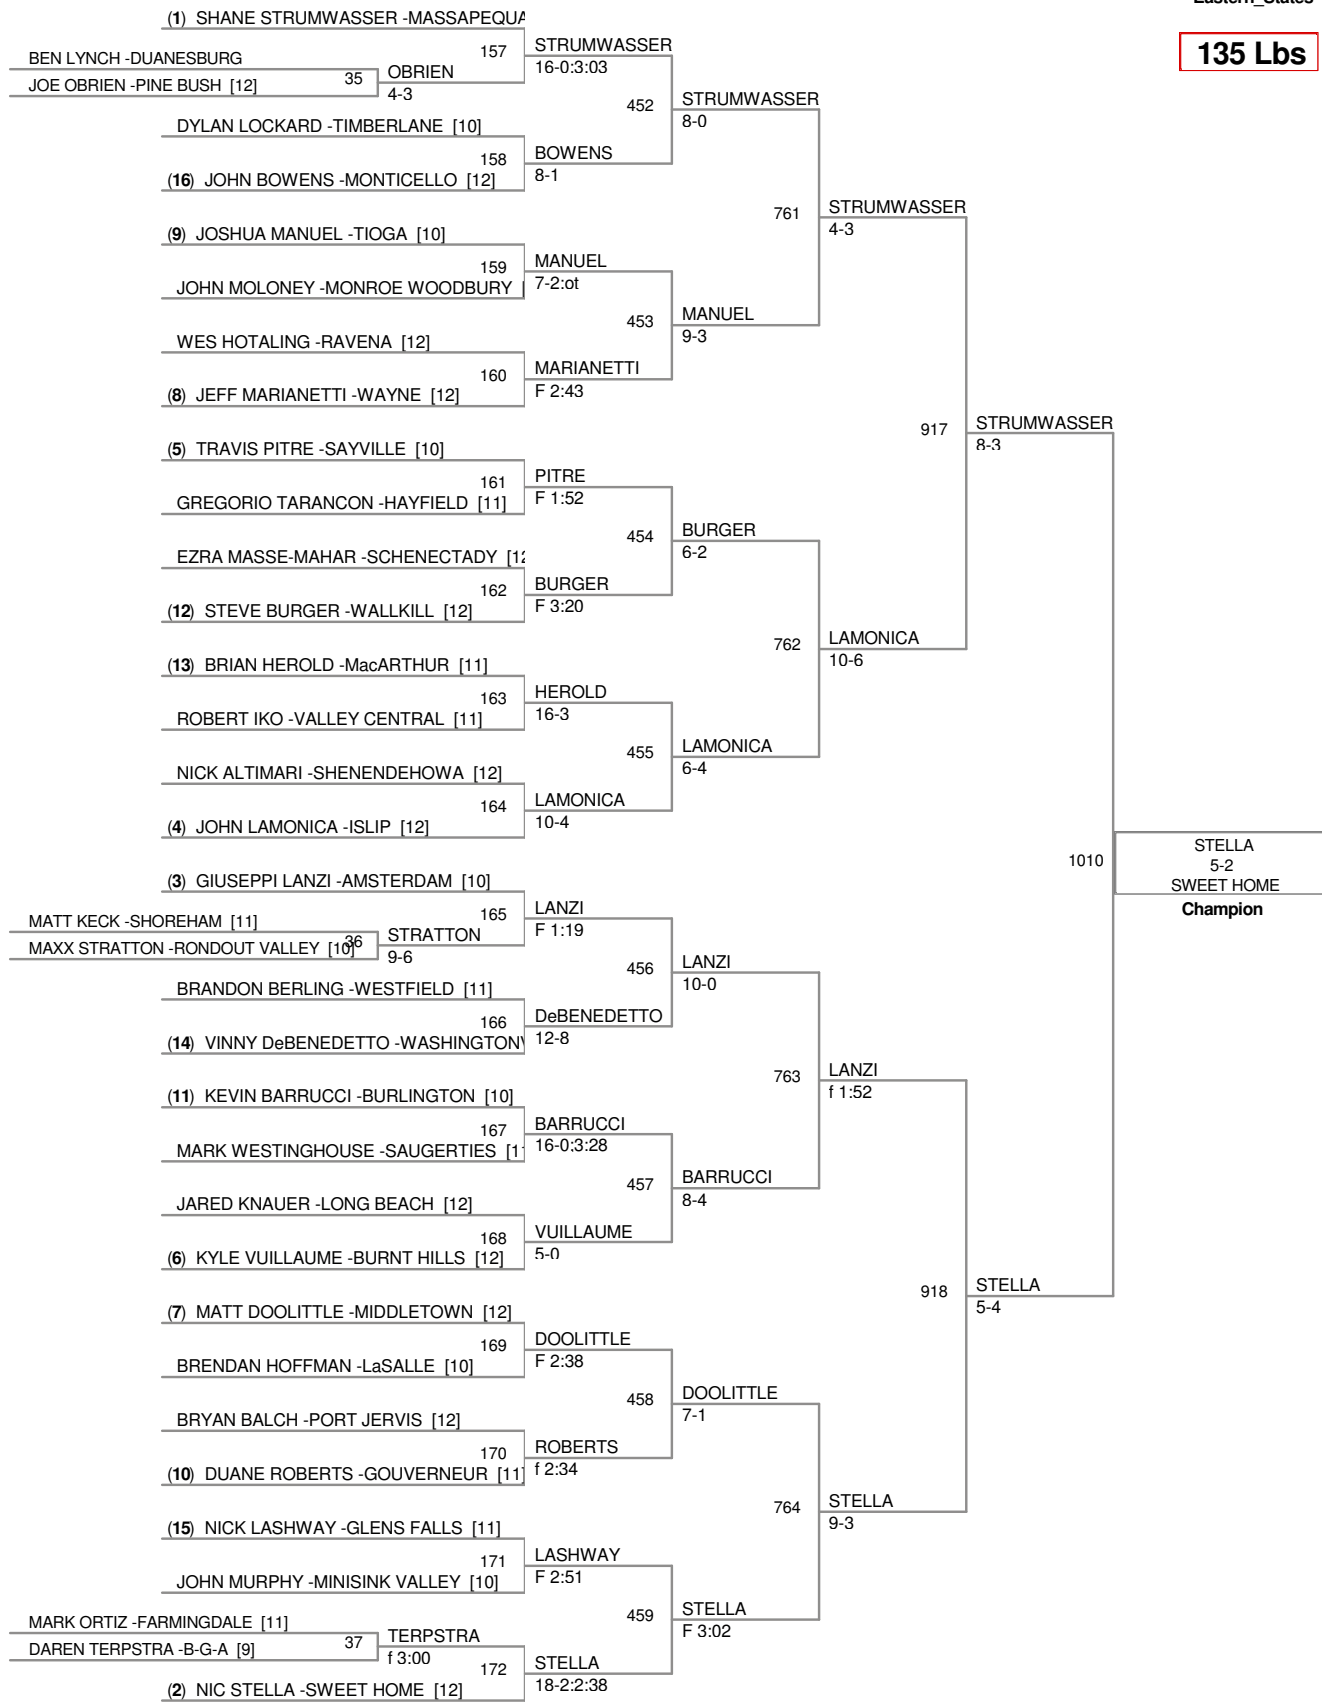 Eastern_States
135 Lbs
(1) SHANE STRUMWASSER -MASSAPEQUA
157
STRUMWASSER
16-0:3:03
BEN LYNCH -DUANESBURG
JOE OBRIEN -PINE BUSH [12]
35
OBRIEN
4-3
452
STRUMWASSER
8-0
DYLAN LOCKARD -TIMBERLANE [10]
158
BOWENS
8-1
(16) JOHN BOWENS -MONTICELLO [12]
761
STRUMWASSER
4-3
(9) JOSHUA MANUEL -TIOGA [10]
159
MANUEL
7-2:ot
JOHN MOLONEY -MONROE WOODBURY [
453
MANUEL
9-3
WES HOTALING -RAVENA [12]
160
MARIANETTI
F 2:43
(8) JEFF MARIANETTI -WAYNE [12]
917
STRUMWASSER
8-3
(5) TRAVIS PITRE -SAYVILLE [10]
161
PITRE
F 1:52
GREGORIO TARANCON -HAYFIELD [11]
454
BURGER
6-2
EZRA MASSE-MAHAR -SCHENECTADY [12
162
BURGER
F 3:20
(12) STEVE BURGER -WALLKILL [12]
762
LAMONICA
10-6
(13) BRIAN HEROLD -MacARTHUR [11]
163
HEROLD
16-3
ROBERT IKO -VALLEY CENTRAL [11]
455
LAMONICA
6-4
NICK ALTIMARI -SHENENDEHOWA [12]
164
LAMONICA
10-4
(4) JOHN LAMONICA -ISLIP [12]
1010
STELLA
5-2
SWEET HOME
Champion
(3) GIUSEPPI LANZI -AMSTERDAM [10]
165
LANZI
F 1:19
MATT KECK -SHOREHAM [11]
MAXX STRATTON -RONDOUT VALLEY [10]
36
STRATTON
9-6
456
LANZI
10-0
BRANDON BERLING -WESTFIELD [11]
166
DeBENEDETTO
12-8
(14) VINNY DeBENEDETTO -WASHINGTONV
763
LANZI
f 1:52
(11) KEVIN BARRUCCI -BURLINGTON [10]
167
BARRUCCI
16-0:3:28
MARK WESTINGHOUSE -SAUGERTIES [11
457
BARRUCCI
8-4
JARED KNAUER -LONG BEACH [12]
168
VUILLAUME
5-0
(6) KYLE VUILLAUME -BURNT HILLS [12]
918
STELLA
5-4
(7) MATT DOOLITTLE -MIDDLETOWN [12]
169
DOOLITTLE
F 2:38
BRENDAN HOFFMAN -LaSALLE [10]
458
DOOLITTLE
7-1
BRYAN BALCH -PORT JERVIS [12]
170
ROBERTS
f 2:34
(10) DUANE ROBERTS -GOUVERNEUR [11]
764
STELLA
9-3
(15) NICK LASHWAY -GLENS FALLS [11]
171
LASHWAY
F 2:51
JOHN MURPHY -MINISINK VALLEY [10]
459
STELLA
F 3:02
MARK ORTIZ -FARMINGDALE [11]
DAREN TERPSTRA -B-G-A [9]
37
TERPSTRA
f 3:00
172
STELLA
18-2:2:38
(2) NIC STELLA -SWEET HOME [12]